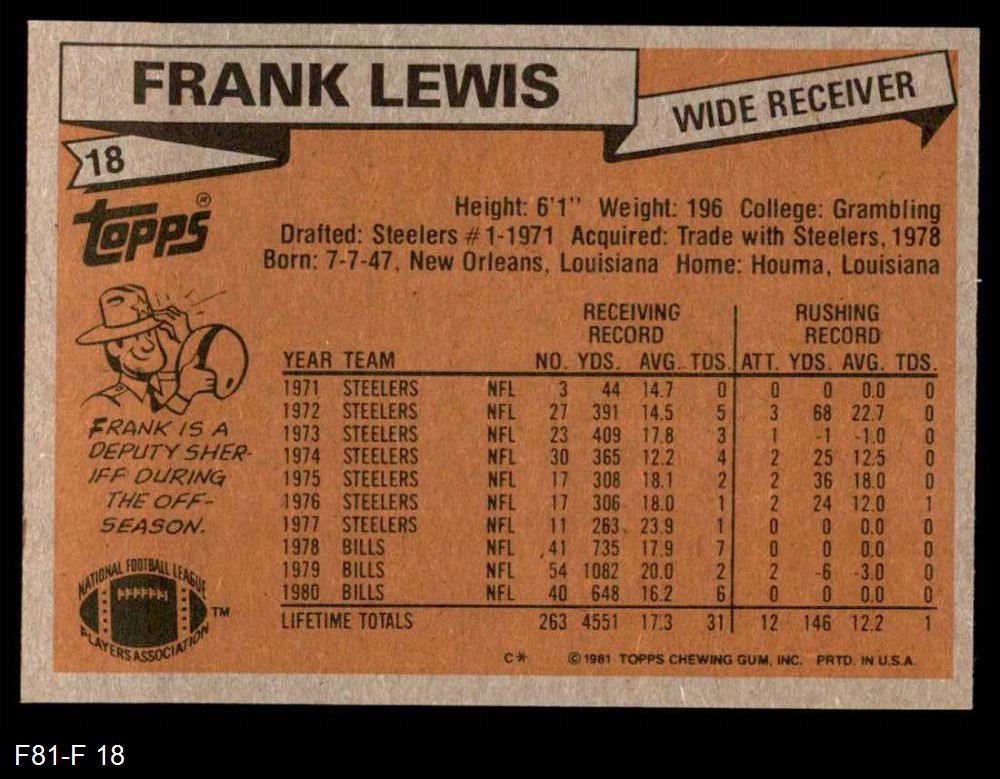 FRANK LEWIS
WIDE RECEIVER
18
TOPPS®
Height: 6'1" Weight: 196 College: Grambling
Drafted: Steelers #1-1971 Acquired: Trade with Steelers, 1978
Born: 7-7-47, New Orleans, Louisiana Home: Houma, Louisiana
RECEIVING RECORD RUSHING RECORD
YEAR TEAM NO. YDS. AVG. TDS. ATT. YDS. AVG. TDS.
1971 STEELERS NFL 3 44 14.7 0 0 0 0.0 0
1972 STEELERS NFL 27 391 14.5 5 3 68 22.7 0
1973 STEELERS NFL 23 409 17.8 3 1 -1 -1.0 0
1974 STEELERS NFL 30 365 12.2 4 2 25 12.5 0
1975 STEELERS NFL 17 308 18.1 2 2 36 18.0 0
1976 STEELERS NFL 17 306 18.0 1 2 24 12.0 1
1977 STEELERS NFL 11 263 23.9 1 0 0 0.0 0
1978 BILLS NFL 41 735 17.9 7 0 0 0.0 0
1979 BILLS NFL 54 1082 20.0 2 2 -6 -3.0 0
1980 BILLS NFL 40 648 16.2 6 0 0 0.0 0
LIFETIME TOTALS 263 4551 17.3 31 12 146 12.2 1
FRANK IS A
DEPUTY SHER-
IFF DURING
THE OFF-
SEASON.
NATIONAL FOOTBALL LEAGUE
PLAYERS ASSOCIATION ™
C* ©1981 TOPPS CHEWING GUM, INC. PRTD. IN U.S.A.
F81-F 18